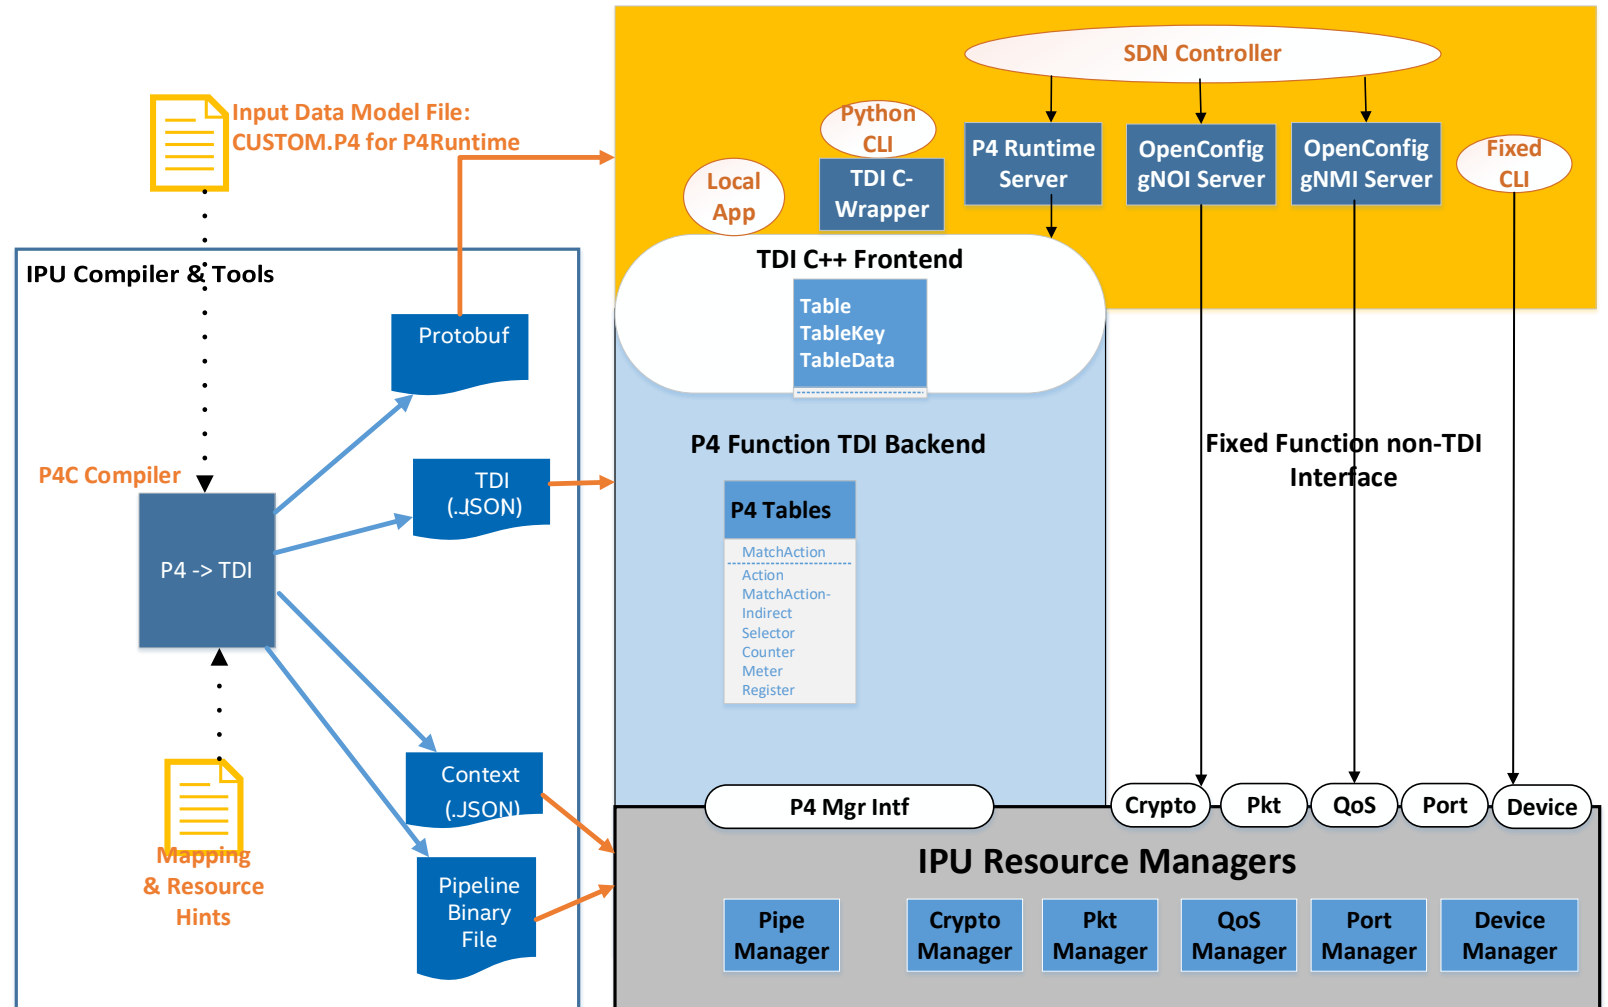 SDN Controller
Input Data Model File:
CUSTOM.P4 for P4Runtime
Python
CLI
P4 Runtime
Server
OpenConfig
gNOI Server
OpenConfig
gNMI Server
Fixed
CLI
Local
App
TDI C-
Wrapper
IPU Compiler & Tools
TDI C++ Frontend
Table
TableKey
TableData
Protobuf
P4 Function TDI Backend
Fixed Function non-TDI
Interface
P4C Compiler
TDI
(.JSON)
P4 Tables
MatchAction
Action
MatchAction-
Indirect
Selector
Counter
Meter
Register
P4 -> TDI
Context
(.JSON)
P4 Mgr Intf
Crypto
Pkt
QoS
Port
Device
Mapping
& Resource
Hints
IPU Resource Managers
Pipeline
Binary
File
Pipe
Manager
Crypto
Manager
Pkt
Manager
QoS
Manager
Port
Manager
Device
Manager